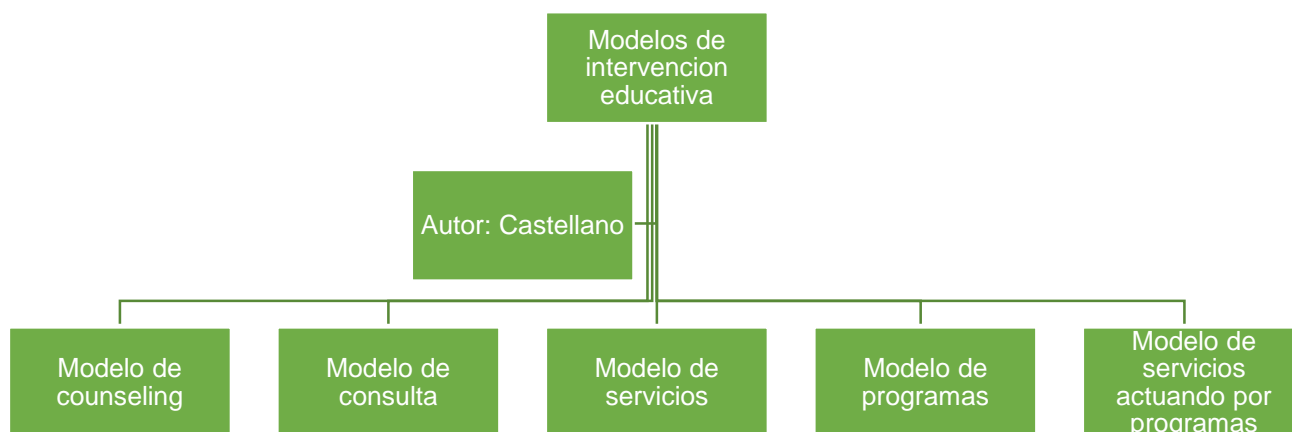 Modelos de
intervencion
educativa
Autor: Castellano
Modelo de
counseling
Modelo de
consulta
Modelo de
servicios
Modelo de
programas
Modelo de
servicios
actuando por
programas